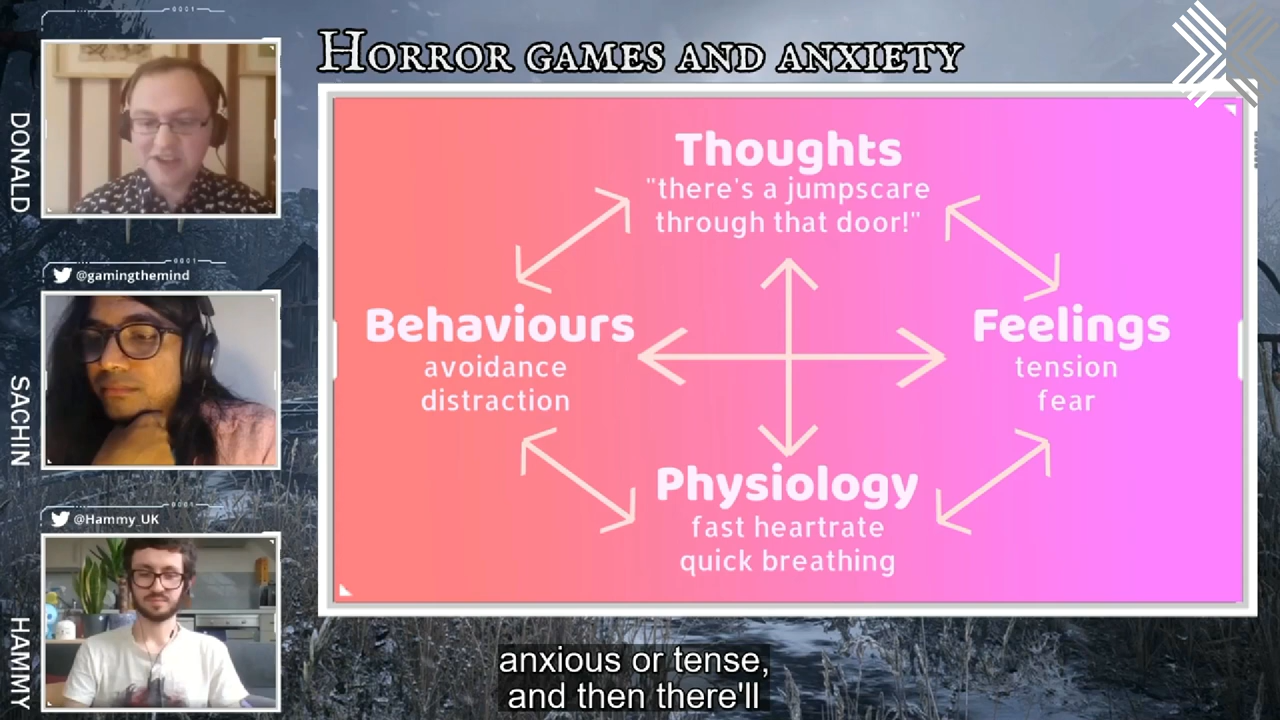 HORROR GAMES AND ANXIETY
DONALD
@gamingthemind
SACHIN
@Hammy_UK
HAMMY
Thoughts
"there's a jumpscare
through that door!"
Behaviours
avoidance
distraction
Feelings
tension
fear
Physiology
fast heartrate
quick breathing
anxious or tense,
and then there'll